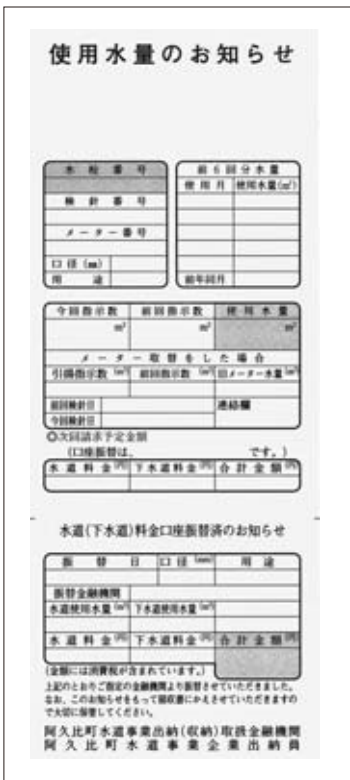 使用水量のお知らせ
水栓番号
検針番号
メーター番号
口径(㎜)
用途
前6回分水量
使用月 使用水量(㎥)
前年同月
今回指示数 前回指示数 使用水量
㎥ ㎥ ㎥
メーター取替をした場合
引揚指示数(㎥) 前回指示数(㎥) 旧メーター水量(㎥)
前回検針日 連絡欄
今回検針日
◎次回請求予定金額
(口座振替は、 です。)
水道料金(円) 下水道料金(円) 合計金額(円)
水道(下水道)料金口座振替済のお知らせ
振替日 口径(mm) 用途
振替金融機関
水道使用水量(㎥) 下水道使用水量(㎥)
水道料金(円) 下水道料金(円) 合計金額(円)
(金額には消費税が含まれています。)
上記のとおりご指定の金融機関より振替させていただきました。
なお、このお知らせをもって領収書にかえさせていただきますの
で大切に保管してください。
阿久比町水道事業出納(収納)取扱金融機関
阿久比町水道事業企業出納員